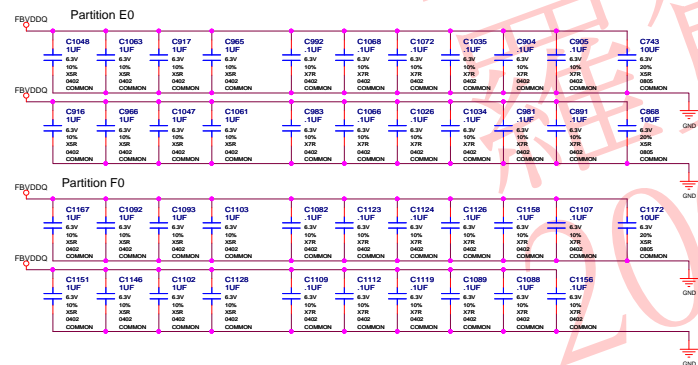 Partition E0
FBVDDQ
C1048 C1063 C917 C965 C992 C1068 C1072 C1035 C904 C905 C743
1UF 1UF 1UF 1UF .1UF .1UF .1UF .1UF .1UF .1UF 10UF
6.3V 6.3V 6.3V 6.3V 6.3V 6.3V 6.3V 6.3V 6.3V 6.3V 6.3V
10% 10% 10% 10% 10% 10% 10% 10% 10% 10% 20%
X5R X5R X5R X5R X7R X7R X7R X7R X7R X7R X5R
0402 0402 0402 0402 0402 0402 0402 0402 0402 0402 0805
COMMON COMMON COMMON COMMON COMMON COMMON COMMON COMMON COMMON COMMON COMMON
FBVDDQ
GND
C916 C966 C1047 C1061 C983 C1066 C1026 C1034 C981 C891 C868
1UF 1UF 1UF 1UF .1UF .1UF .1UF .1UF .1UF .1UF 10UF
6.3V 6.3V 6.3V 6.3V 6.3V 6.3V 6.3V 6.3V 6.3V 6.3V 6.3V
10% 10% 10% 10% 10% 10% 10% 10% 10% 10% 20%
X5R X5R X5R X5R X7R X7R X7R X7R X7R X7R X5R
0402 0402 0402 0402 0402 0402 0402 0402 0402 0402 0805
COMMON COMMON COMMON COMMON COMMON COMMON COMMON COMMON COMMON COMMON COMMON
GND
Partition F0
FBVDDQ
C1167 C1092 C1093 C1103 C1082 C1123 C1124 C1126 C1158 C1107 C1172
1UF 1UF 1UF 1UF .1UF .1UF .1UF .1UF .1UF .1UF 10UF
6.3V 6.3V 6.3V 6.3V 6.3V 6.3V 6.3V 6.3V 6.3V 6.3V 6.3V
10% 10% 10% 10% 10% 10% 10% 10% 10% 10% 20%
X5R X5R X5R X5R X7R X7R X7R X7R X7R X7R X5R
0402 0402 0402 0402 0402 0402 0402 0402 0402 0402 0805
COMMON COMMON COMMON COMMON COMMON COMMON COMMON COMMON COMMON COMMON COMMON
FBVDDQ
GND
C1151 C1146 C1102 C1128 C1109 C1112 C1119 C1089 C1088 C1156
1UF 1UF 1UF 1UF .1UF .1UF .1UF .1UF .1UF .1UF
6.3V 6.3V 6.3V 6.3V 6.3V 6.3V 6.3V 6.3V 6.3V 6.3V
10% 10% 10% 10% 10% 10% 10% 10% 10% 10%
X5R X5R X5R X5R X7R X7R X7R X7R X7R X7R
0402 0402 0402 0402 0402 0402 0402 0402 0402 0402
COMMON COMMON COMMON COMMON COMMON COMMON COMMON COMMON COMMON COMMON
GND
羅
20